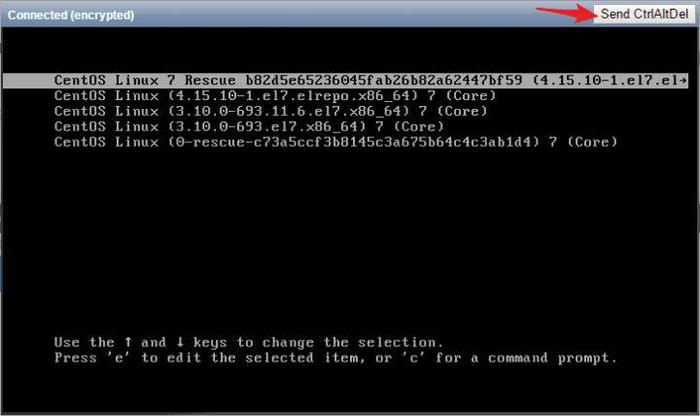 Connected (encrypted)
Send CtrlAltDel
CentOS Linux 7 Rescue b82d5e65236045fab26b82a62447bf59 (4.15.10-1.el7.el→
CentOS Linux (4.15.10-1.el7.elrepo.x86_64) 7 (Core)
CentOS Linux (3.10.0-693.11.6.el7.x86_64) 7 (Core)
CentOS Linux (3.10.0-693.el7.x86_64) 7 (Core)
CentOS Linux (0-rescue-c73a5ccf3b8145c3a675b64c4c3ab1d4) 7 (Core)
Use the ↑ and ↓ keys to change the selection.
Press 'e' to edit the selected item, or 'c' for a command prompt.